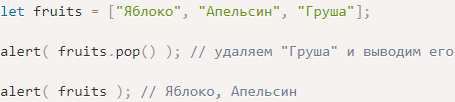 let fruits = ["Яблоко", "Апельсин", "Груша"];
alert( fruits.pop() ); // удаляем "Груша" и выводим его
alert( fruits ); // Яблоко, Апельсин